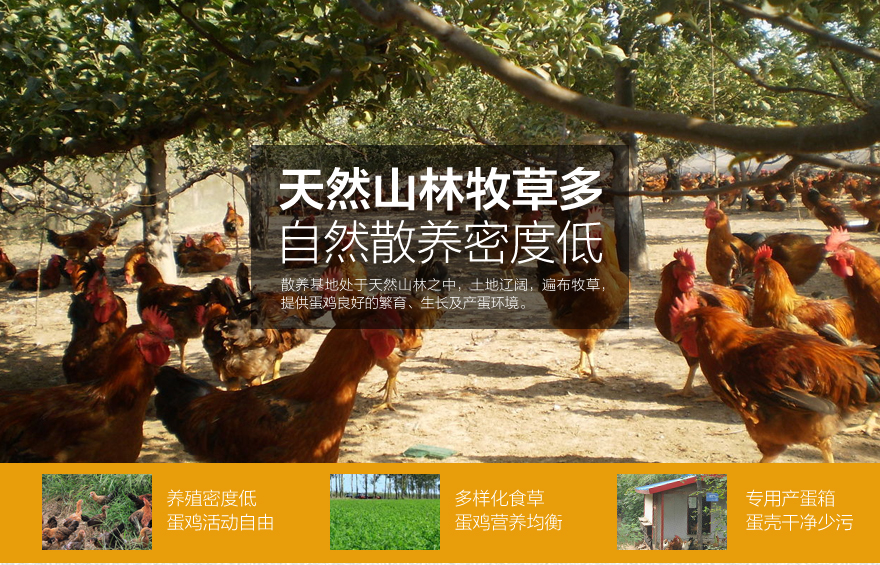 天然山林牧草多
自然散养密度低
散养基地处于天然山林之中，土地辽阔，遍布牧草，
提供蛋鸡良好的繁育、生长及产蛋环境。
养殖密度低
蛋鸡活动自由
多样化食草
蛋鸡营养均衡
专用产蛋箱
蛋壳干净少污